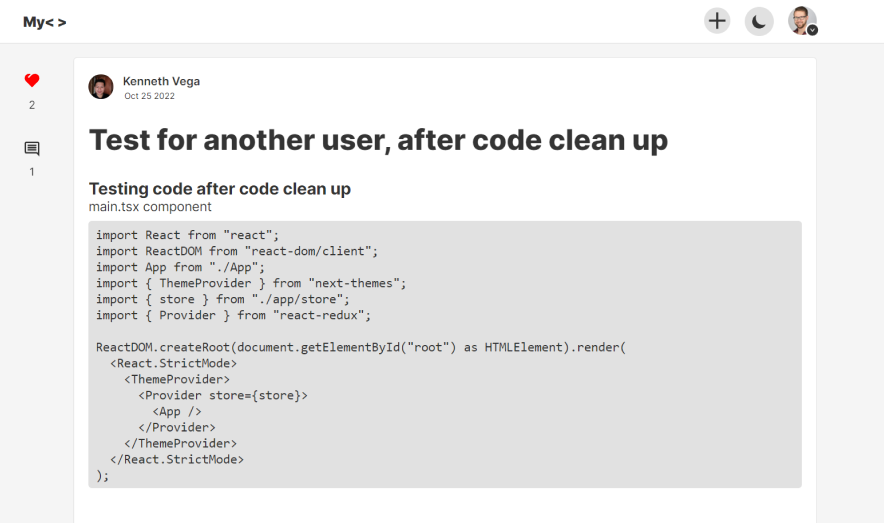 My< >
2
1
Kenneth Vega
Oct 25 2022
Test for another user, after code clean up
Testing code after code clean up
main.tsx component
import React from "react";
import ReactDOM from "react-dom/client";
import App from "./App";
import { ThemeProvider } from "next-themes";
import { store } from "./app/store";
import { Provider } from "react-redux";

ReactDOM.createRoot(document.getElementById("root") as HTMLElement).render(
  <React.StrictMode>
    <ThemeProvider>
      <Provider store={store}>
        <App />
      </Provider>
    </ThemeProvider>
  </React.StrictMode>
);